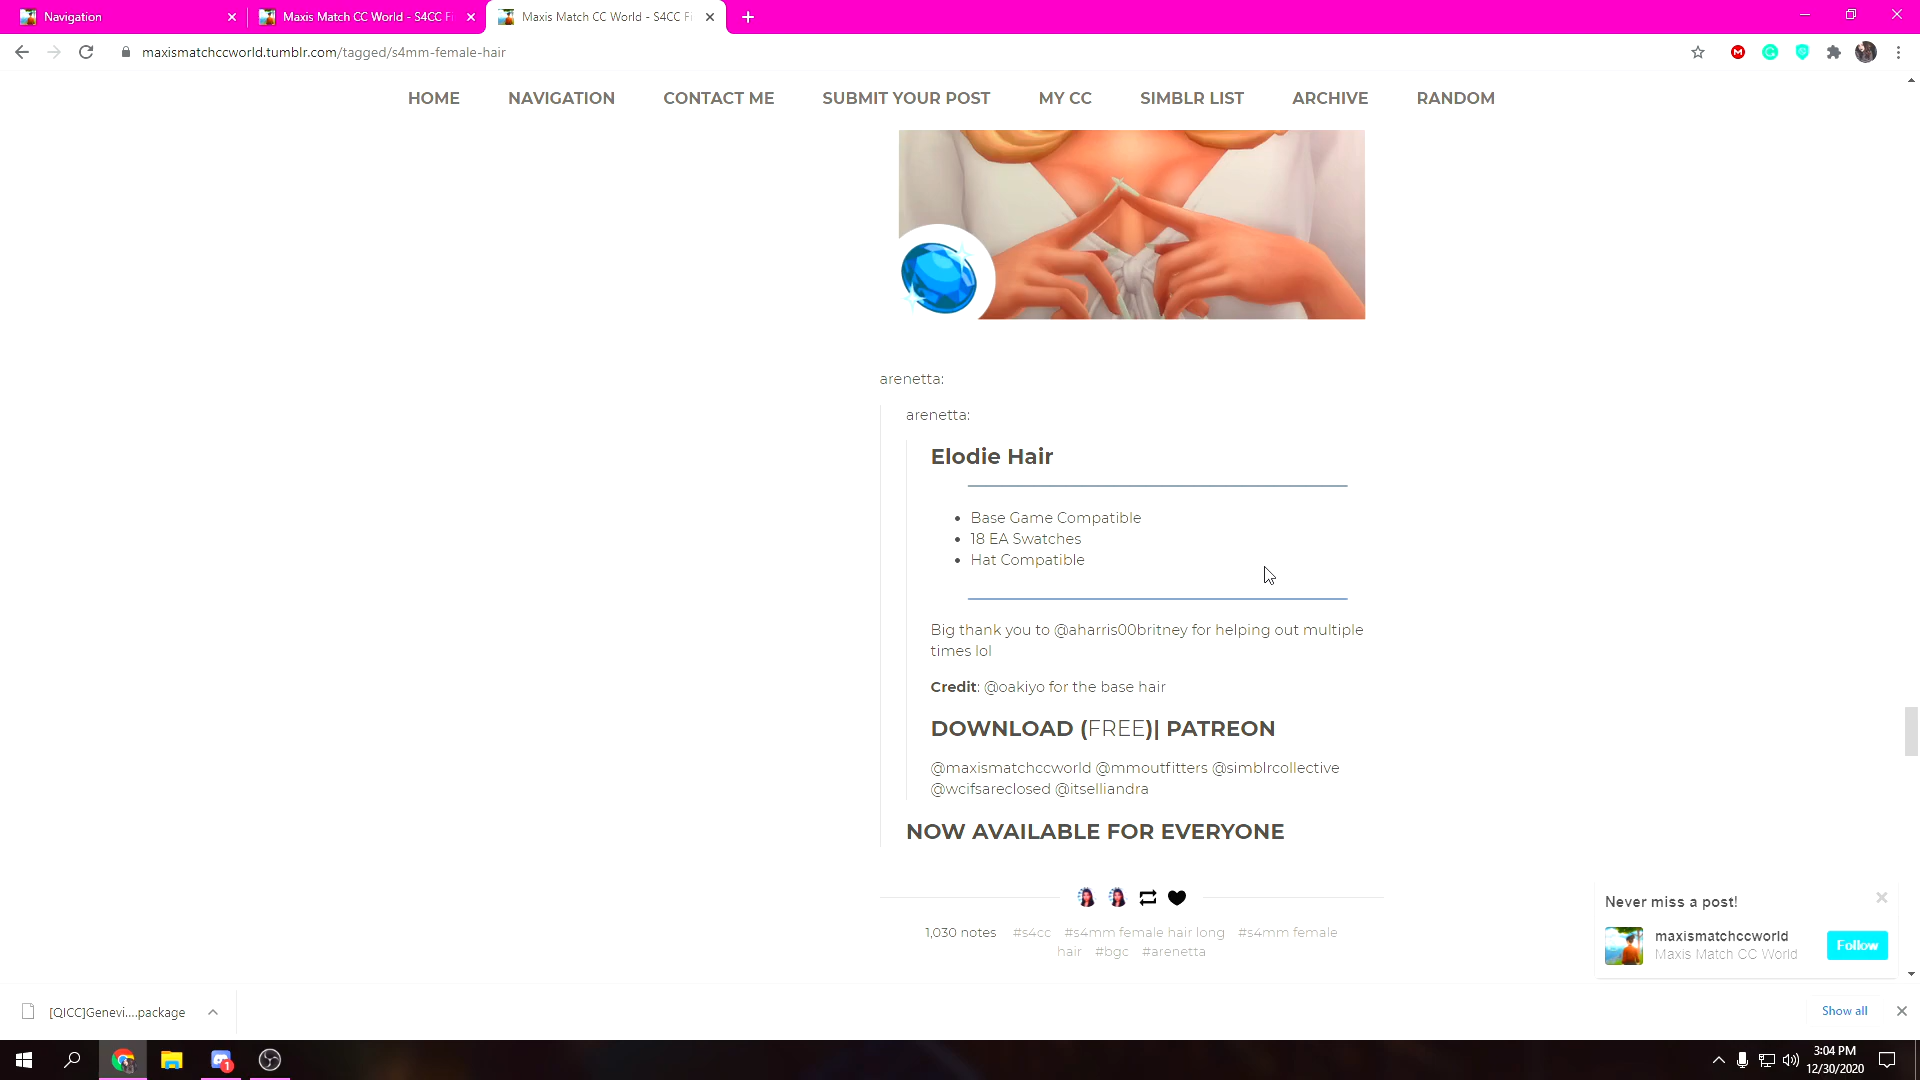 Navigation
Maxis Match CC World - S4CC Fi
Maxis Match CC World - S4CC Fi
maxismatchccworld.tumblr.com/tagged/s4mm-female-hair
HOME NAVIGATION CONTACT ME SUBMIT YOUR POST MY CC SIMBLR LIST ARCHIVE RANDOM
arenetta:
arenetta:
Elodie Hair
• Base Game Compatible
• 18 EA Swatches
• Hat Compatible
Big thank you to @aharris00britney for helping out multiple
times lol
Credit: @oakiyo for the base hair
DOWNLOAD (FREE)| PATREON
@maxismatchccworld @mmoutfitters @simblrcollective
@wcifsareclosed @itselliandra
NOW AVAILABLE FOR EVERYONE
1,030 notes #s4cc #s4mm female hair long #s4mm female
hair #bgc #arenetta
Never miss a post!
maxismatchccworld
Maxis Match CC World
Follow
[QICC]Genevi....package
Show all
1
3:04 PM
12/30/2020